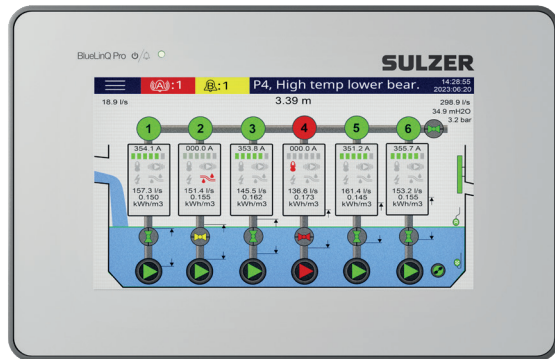 BlueLinQ Pro
SULZER
((A)):1
B:1
P4, High temp lower bear.
14:28:55
2023:06:20
18.9 l/s
3.39 m
298.9 l/s
34.9 mH2O
3.2 bar
1 2 3 4 5 6
354.1 A 000.0 A 353.8 A 000.0 A 351.2 A 355.7 A
157.3 l/s 151.4 l/s 145.5 l/s 136.6 l/s 161.4 l/s 153.2 l/s
0.150 0.155 0.162 0.173 0.145 0.155
kWh/m3 kWh/m3 kWh/m3 kWh/m3 kWh/m3 kWh/m3